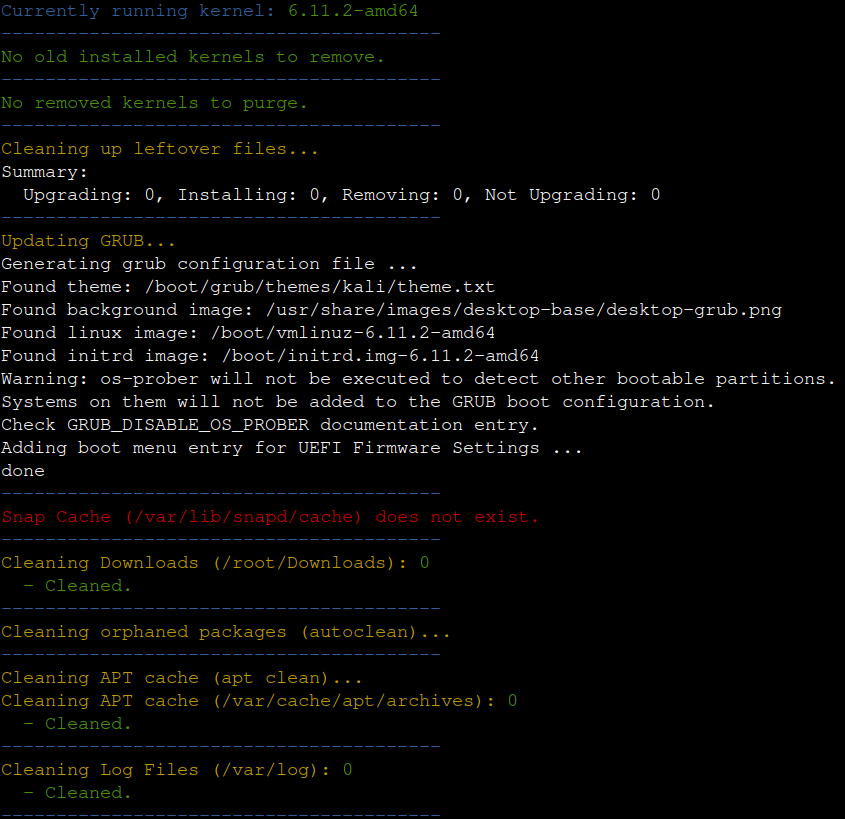 Currently running kernel: 6.11.2-amd64
----------------------------------------
No old installed kernels to remove.
----------------------------------------
No removed kernels to purge.
----------------------------------------
Cleaning up leftover files...
Summary:
  Upgrading: 0, Installing: 0, Removing: 0, Not Upgrading: 0
----------------------------------------
Updating GRUB...
Generating grub configuration file ...
Found theme: /boot/grub/themes/kali/theme.txt
Found background image: /usr/share/images/desktop-base/desktop-grub.png
Found linux image: /boot/vmlinuz-6.11.2-amd64
Found initrd image: /boot/initrd.img-6.11.2-amd64
Warning: os-prober will not be executed to detect other bootable partitions.
Systems on them will not be added to the GRUB boot configuration.
Check GRUB_DISABLE_OS_PROBER documentation entry.
Adding boot menu entry for UEFI Firmware Settings ...
done
----------------------------------------
Snap Cache (/var/lib/snapd/cache) does not exist.
----------------------------------------
Cleaning Downloads (/root/Downloads): 0
  - Cleaned.
----------------------------------------
Cleaning orphaned packages (autoclean)...
----------------------------------------
Cleaning APT cache (apt clean)...
Cleaning APT cache (/var/cache/apt/archives): 0
  - Cleaned.
----------------------------------------
Cleaning Log Files (/var/log): 0
  - Cleaned.
----------------------------------------